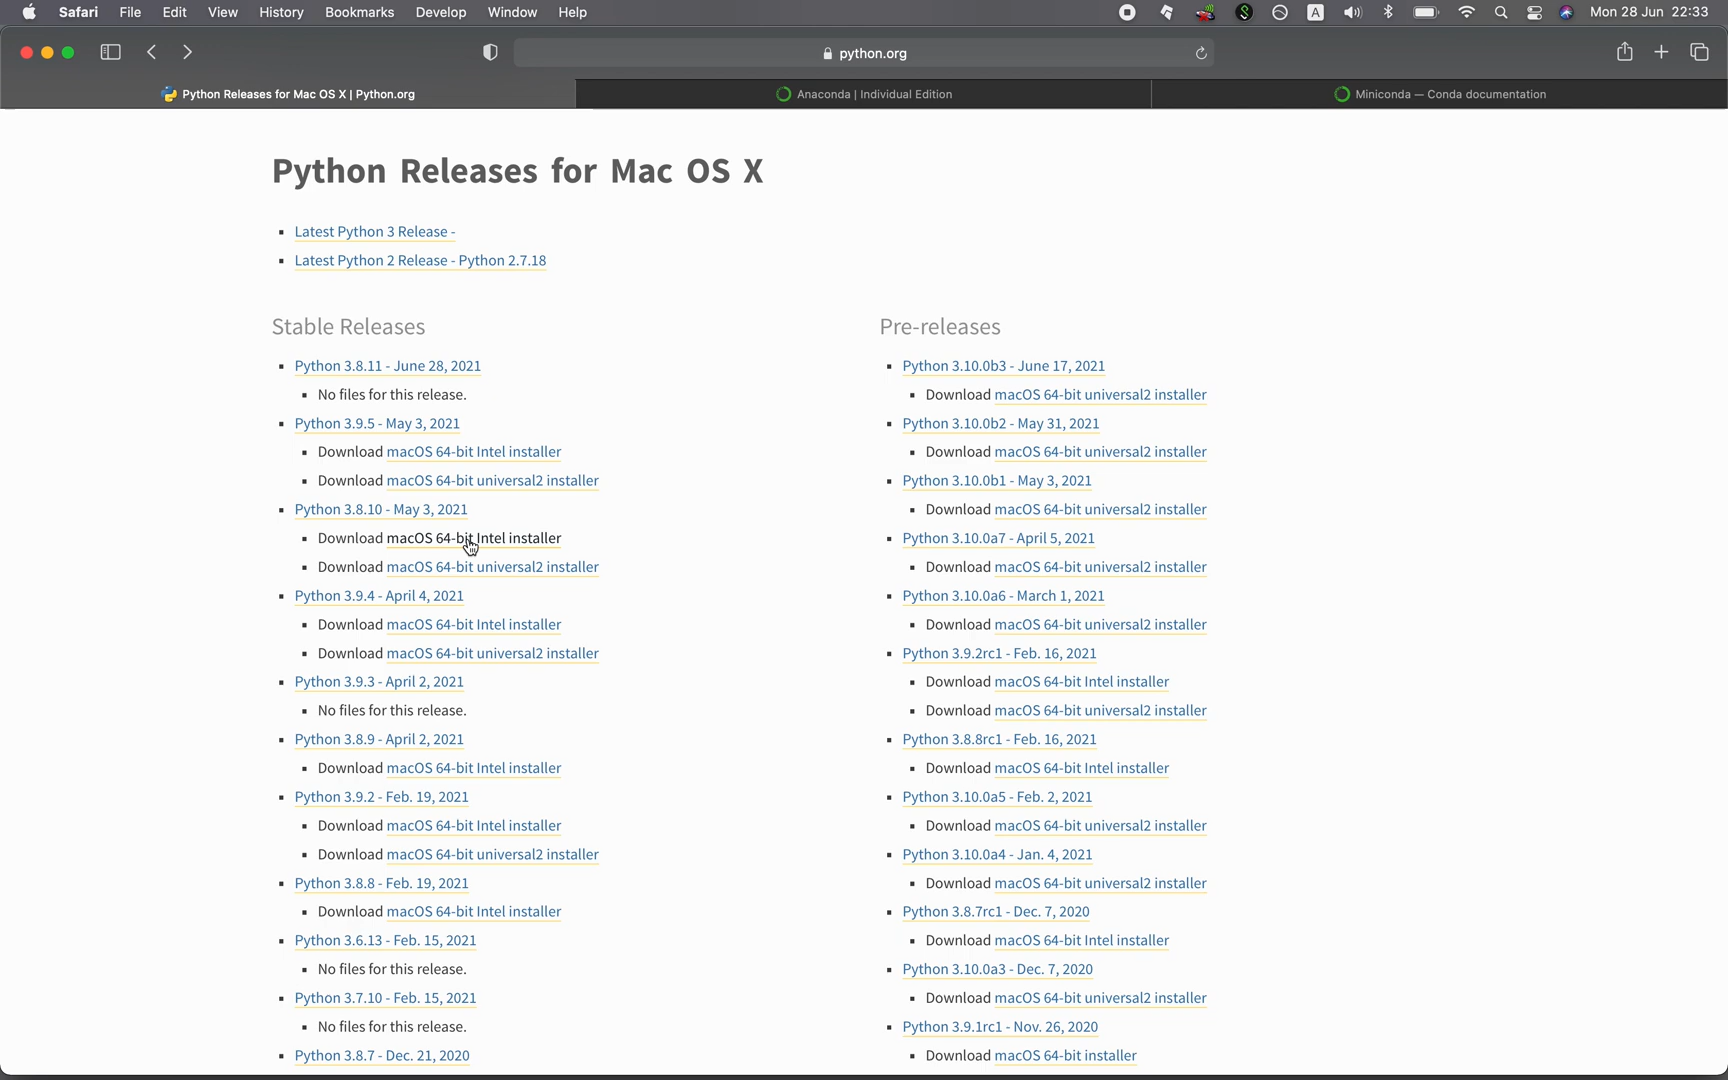 Safari File Edit View History Bookmarks Develop Window Help A Mon 28 Jun 22:33
python.org
Python Releases for Mac OS X | Python.org
Anaconda | Individual Edition
Miniconda — Conda documentation
Python Releases for Mac OS X
Latest Python 3 Release -
Latest Python 2 Release - Python 2.7.18
Stable Releases
Python 3.8.11 - June 28, 2021
No files for this release.
Python 3.9.5 - May 3, 2021
Download macOS 64-bit Intel installer
Download macOS 64-bit universal2 installer
Python 3.8.10 - May 3, 2021
Download macOS 64-bit Intel installer
Download macOS 64-bit universal2 installer
Python 3.9.4 - April 4, 2021
Download macOS 64-bit Intel installer
Download macOS 64-bit universal2 installer
Python 3.9.3 - April 2, 2021
No files for this release.
Python 3.8.9 - April 2, 2021
Download macOS 64-bit Intel installer
Python 3.9.2 - Feb. 19, 2021
Download macOS 64-bit Intel installer
Download macOS 64-bit universal2 installer
Python 3.8.8 - Feb. 19, 2021
Download macOS 64-bit Intel installer
Python 3.6.13 - Feb. 15, 2021
No files for this release.
Python 3.7.10 - Feb. 15, 2021
No files for this release.
Python 3.8.7 - Dec. 21, 2020
Pre-releases
Python 3.10.0b3 - June 17, 2021
Download macOS 64-bit universal2 installer
Python 3.10.0b2 - May 31, 2021
Download macOS 64-bit universal2 installer
Python 3.10.0b1 - May 3, 2021
Download macOS 64-bit universal2 installer
Python 3.10.0a7 - April 5, 2021
Download macOS 64-bit universal2 installer
Python 3.10.0a6 - March 1, 2021
Download macOS 64-bit universal2 installer
Python 3.9.2rc1 - Feb. 16, 2021
Download macOS 64-bit Intel installer
Download macOS 64-bit universal2 installer
Python 3.8.8rc1 - Feb. 16, 2021
Download macOS 64-bit Intel installer
Python 3.10.0a5 - Feb. 2, 2021
Download macOS 64-bit universal2 installer
Python 3.10.0a4 - Jan. 4, 2021
Download macOS 64-bit universal2 installer
Python 3.8.7rc1 - Dec. 7, 2020
Download macOS 64-bit Intel installer
Python 3.10.0a3 - Dec. 7, 2020
Download macOS 64-bit universal2 installer
Python 3.9.1rc1 - Nov. 26, 2020
Download macOS 64-bit installer